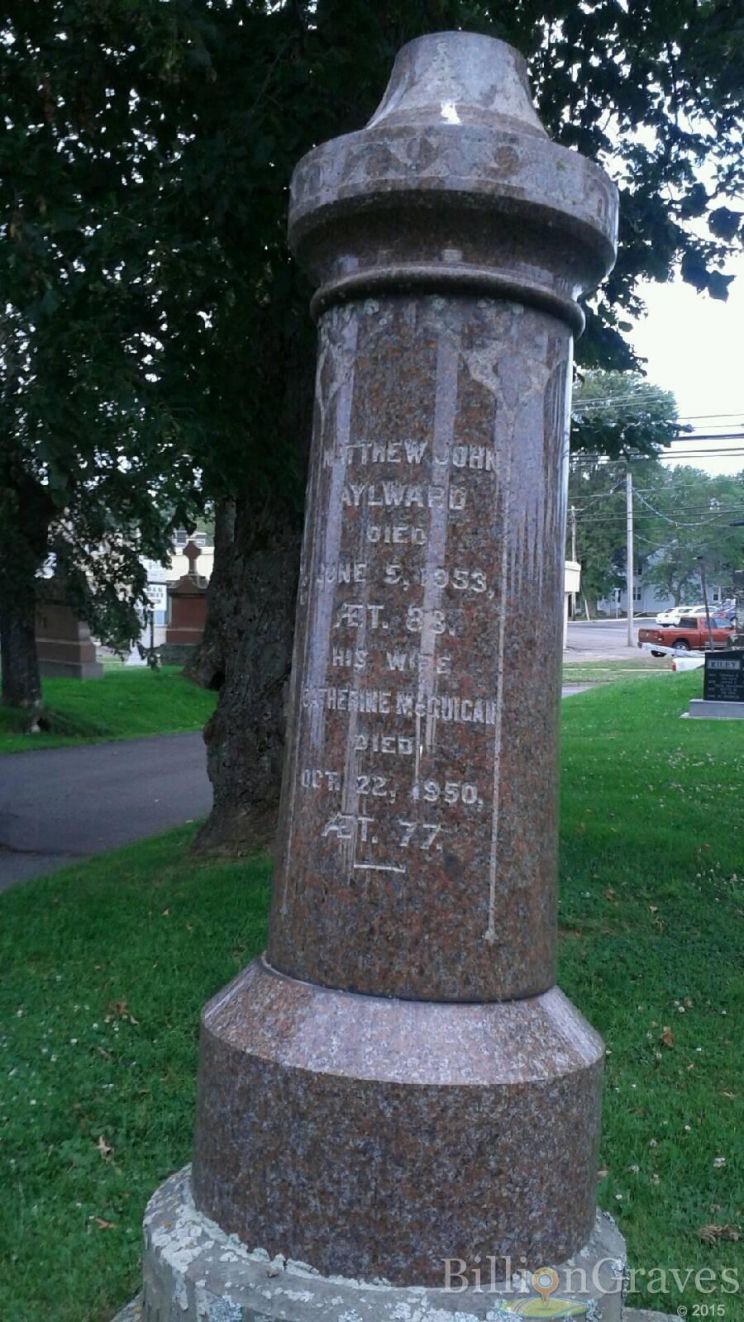 MATTHEW JOHN
AYLWARD
DIED
JUNE 5, 1953,
ÆT. 83.
HIS WIFE
CATHERINE McGUIGAN
DIED
OCT. 22, 1950,
ÆT. 77.
RILEY
BillionGraves
© 2015